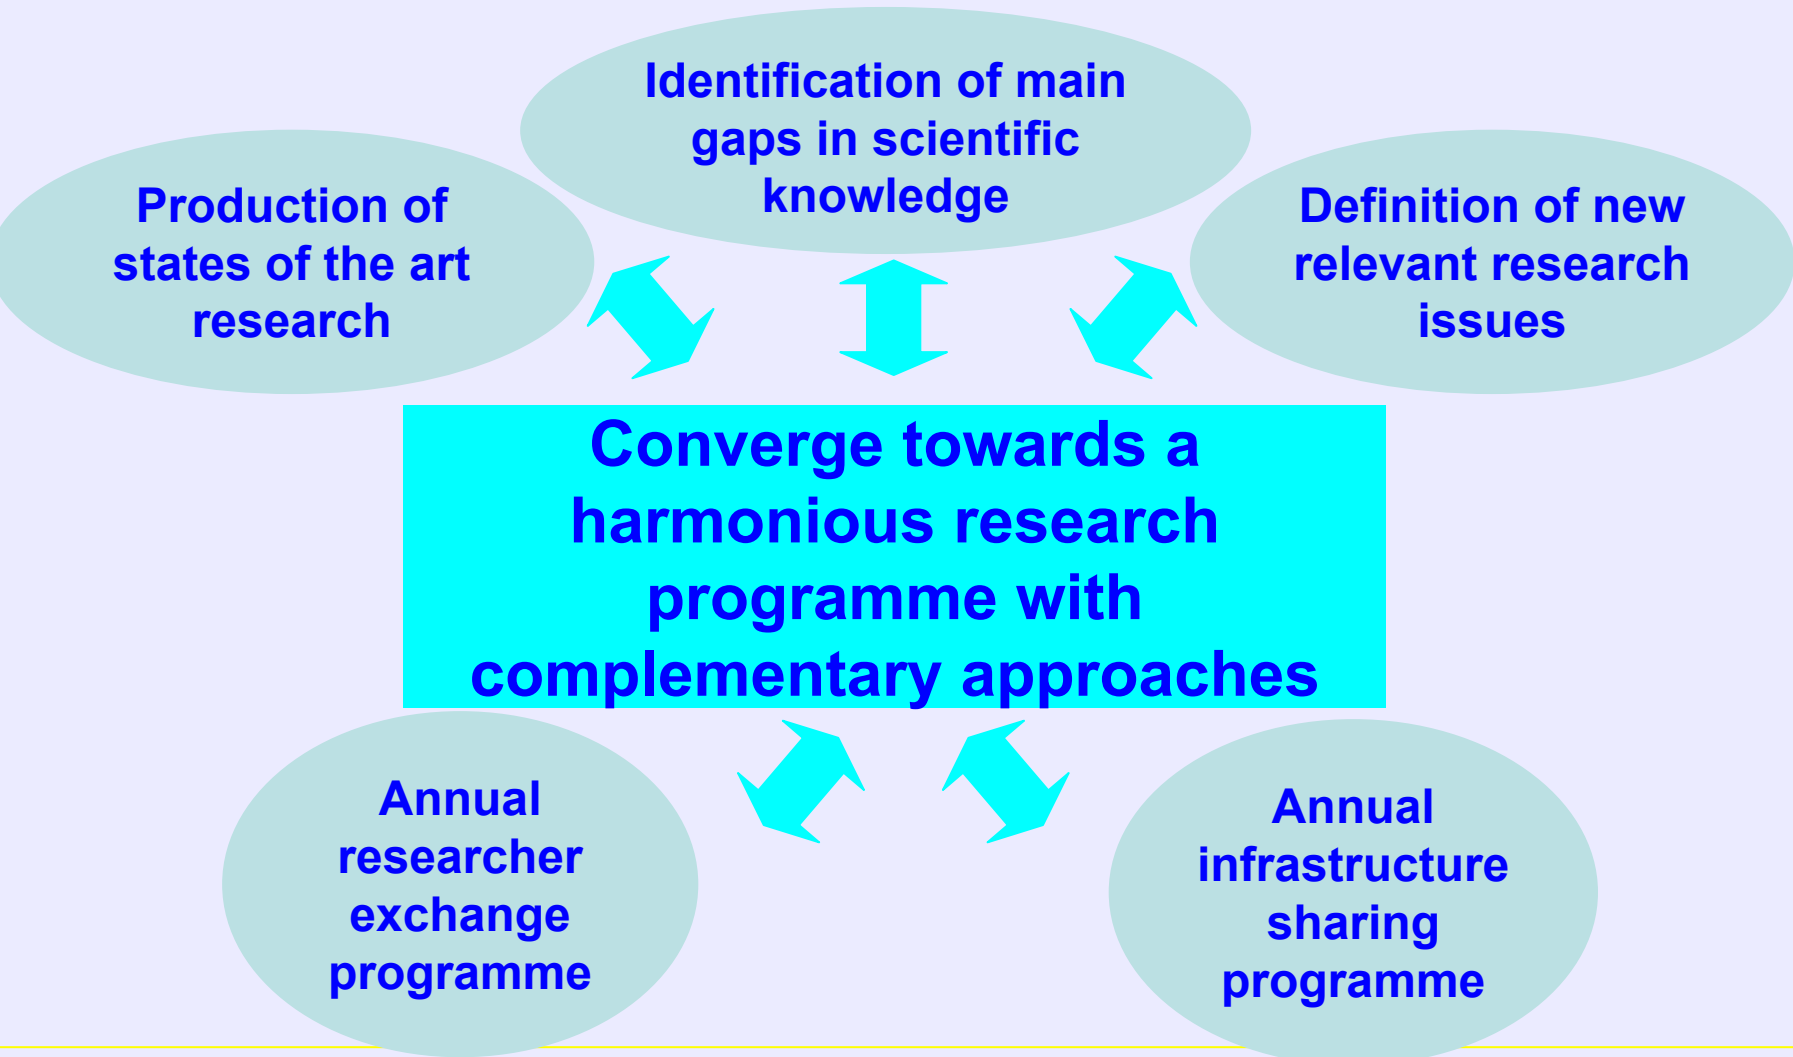 Identification of main
gaps in scientific
knowledge
Production of
states of the art
research
Definition of new
relevant research
issues
Converge towards a
harmonious research
programme with
complementary approaches
Annual
researcher
exchange
programme
Annual
infrastructure
sharing
programme